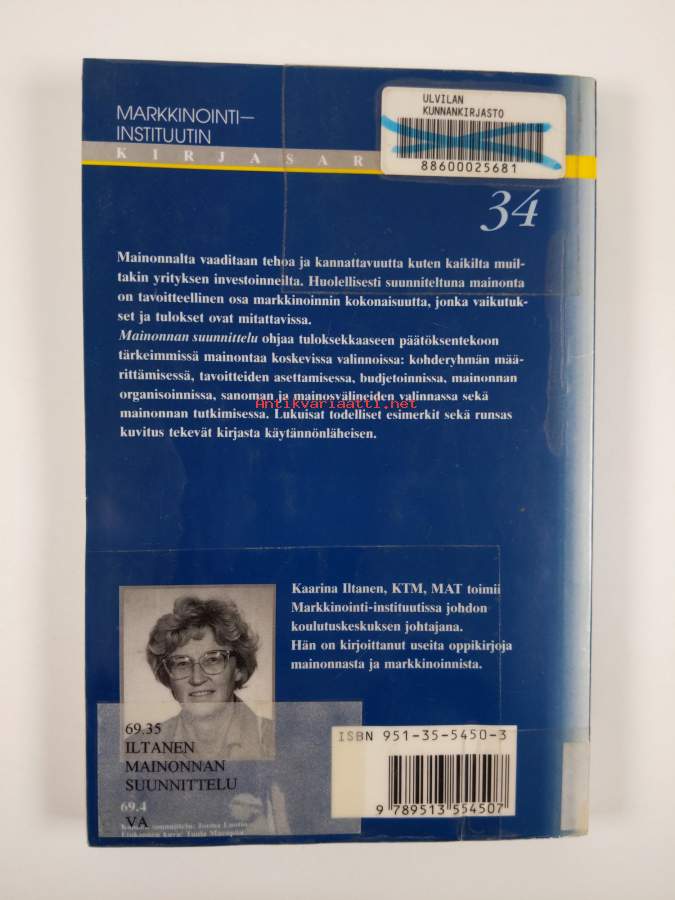 ULVILAN
KUNNANKIRJASTO
88600025681
MARKKINOINTI—
INSTITUUTIN
KIRJASAR
34
Mainonnalta vaaditaan tehoa ja kannattavuutta kuten kaikilta muil-
takin yrityksen investoinneilta. Huolellisesti suunniteltuna mainonta
on tavoitteellinen osa markkinoinnin kokonaisuutta, jonka vaikutuk-
set ja tulokset ovat mitattavissa.
Mainonnan suunnittelu ohjaa tuloksekkaaseen päätöksentekoon
tärkeimmissä mainontaa koskevissa valinnoissa: kohderyhmän mää-
rittämisessä, tavoitteiden asettamisessa, budjetoinnissa, mainonnan
organisoinnissa, sanoman ja mainosvälineiden valinnassa sekä
mainonnan tutkimisessa. Lukuisat todelliset esimerkit sekä runsas
kuvitus tekevät kirjasta käytännönläheisen.
Antikvariaatti.net
Kaarina Iltanen, KTM, MAT toimii
Markkinointi-instituutissa johdon
koulutuskeskuksen johtajana.
Hän on kirjoittanut useita oppikirjoja
mainonnasta ja markkinoinnista.
69.35
ILTANEN
MAINONNAN
SUUNNITTELU
69.4
VA
ISBN 951-35-5450-3
9 789513 554507